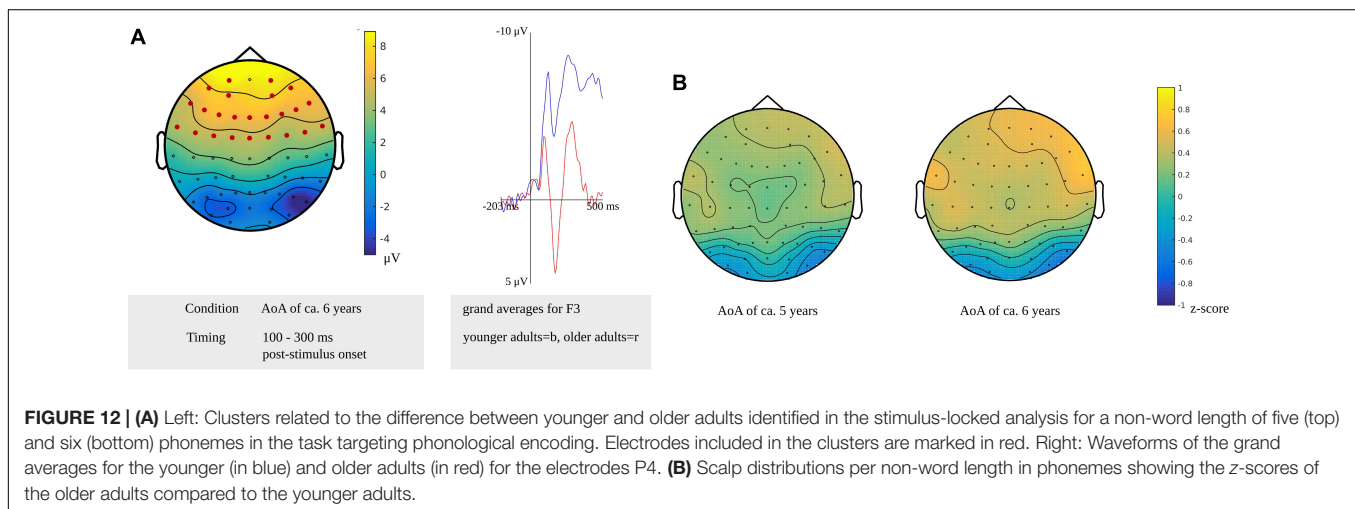 A
8
6
4
2
0
-2
-4
μV
-10 μV
-203 ms
500 ms
5 μV
Condition AoA of ca. 6 years
Timing 100 - 300 ms
post-stimulus onset
grand averages for F3
younger adults=b, older adults=r
B
AoA of ca. 5 years
AoA of ca. 6 years
1
0.8
0.6
0.4
0.2
0
-0.2
-0.4
-0.6
-0.8
-1
z-score
FIGURE 12 | (A) Left: Clusters related to the difference between younger and older adults identified in the stimulus-locked analysis for a non-word length of five (top)
and six (bottom) phonemes in the task targeting phonological encoding. Electrodes included in the clusters are marked in red. Right: Waveforms of the grand
averages for the younger (in blue) and older adults (in red) for the electrodes P4. (B) Scalp distributions per non-word length in phonemes showing the z-scores of
the older adults compared to the younger adults.